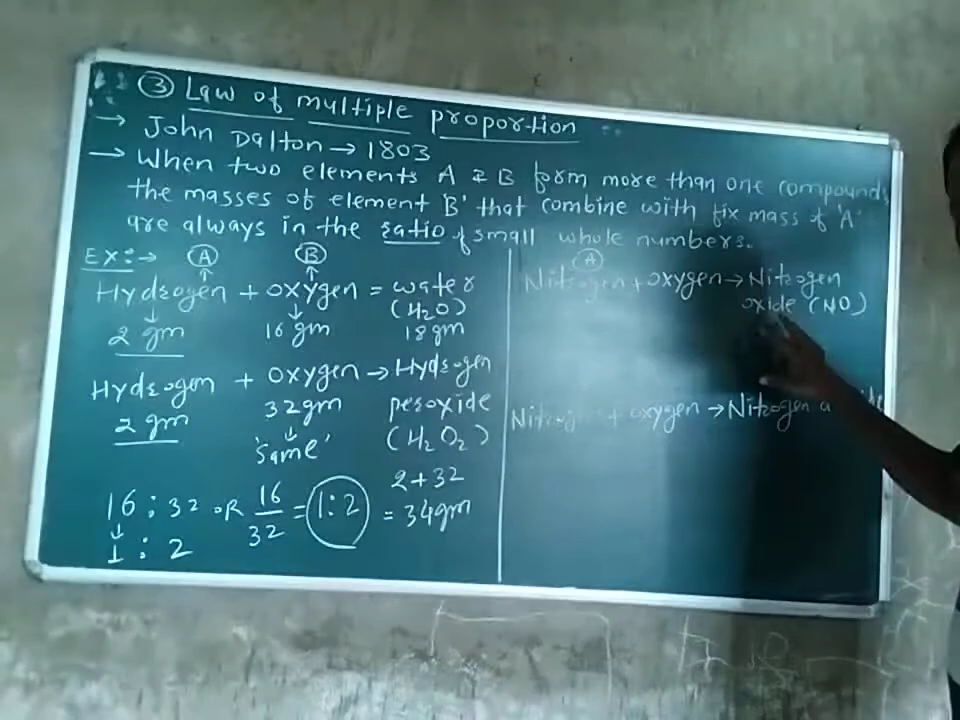 ③ Law of multiple proportion
→ John Dalton → 1803
→ When two elements A & B form more than one compounds
the masses of element 'B' that combine with fix mass of 'A'
are always in the ratio of small whole numbers.
Ex:→ A B
Hydrogen + oxygen = water
(H₂O)
2 gm 16 gm 18 gm
Hydrogen + oxygen → Hydrogen
2 gm 32gm peroxide
'same' (H₂O₂)
2+32
16 : 32 OR 16/32 = 1:2 = 34gm
1 : 2
A
Nitrogen + oxygen → Nitrogen
oxide (NO)
Nitrogen + oxygen → Nitrogen